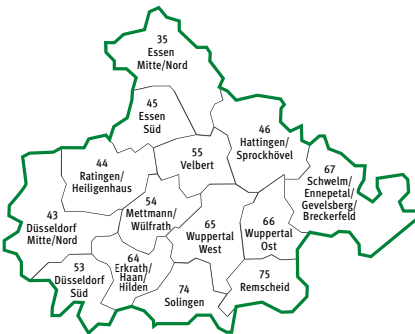 35
Essen
Mitte/Nord
45
Essen
Süd
46
Hattingen/
Sprockhövel
44
Ratingen/
Heiligenhaus
55
Velbert
67
Schwelm/
Ennepetal/
Gevelsberg/
Breckerfeld
43
Düsseldorf
Mitte/Nord
54
Mettmann/
Wülfrath
65
Wuppertal
West
66
Wuppertal
Ost
53
Düsseldorf
Süd
64
Erkrath/
Haan/
Hilden
74
Solingen
75
Remscheid